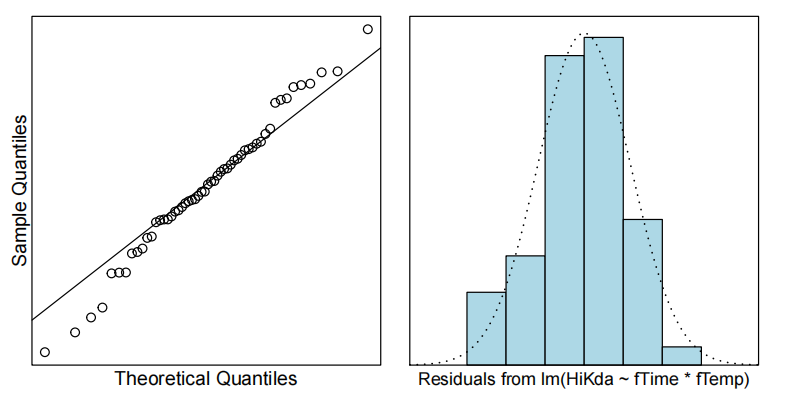 Sample Quantiles
Theoretical Quantiles
Residuals from lm(HiKda ~ fTime * fTemp)